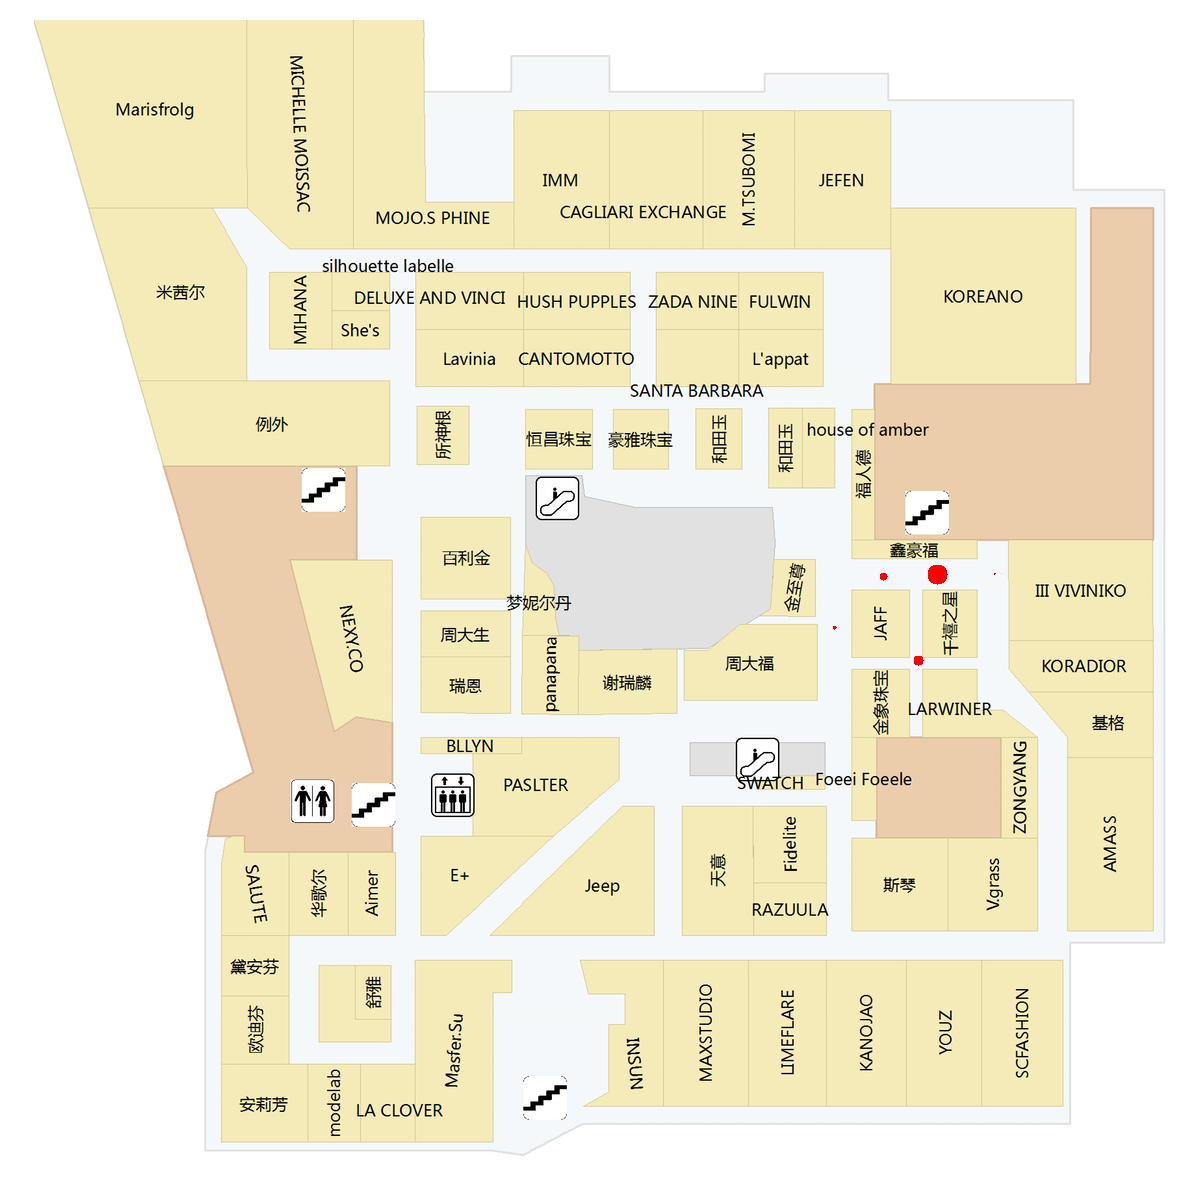 Marisfrolg
MICHELLE MOISSAC
MOJO.S PHINE
IMM
CAGLIARI EXCHANGE
M.TSUBOMI
JEFEN
米茜尔
silhouette labelle
MIHANA
DELUXE AND VINCI
She's
HUSH PUPPLES
ZADA NINE
FULWIN
KOREANO
Lavinia
CANTOMOTTO
L'appat
SANTA BARBARA
例外
所神根
恒昌珠宝
豪雅珠宝
和田玉
和田玉
house of amber
福人德
鑫豪福
百利金
梦妮尔丹
金至尊
III VIVINIKO
JAFF
千禧之星
NEXY.CO
周大生
瑞恩
panapana
谢瑞麟
周大福
KORADIOR
金象珠宝
LARWINER
基格
BLLYN
PASLTER
SWATCH
Foeei Foeele
ZONGYANG
AMASS
SALUTE
华歌尔
Aimer
E+
Jeep
天意
Fidelite
RAZUULA
斯琴
V.grass
黛安芬
欧迪芬
舒雅
Masfer.Su
安莉芳
modelab
LA CLOVER
INSUN
MAXSTUDIO
LIMEFLARE
KANOJAO
YOUZ
SCFASHION